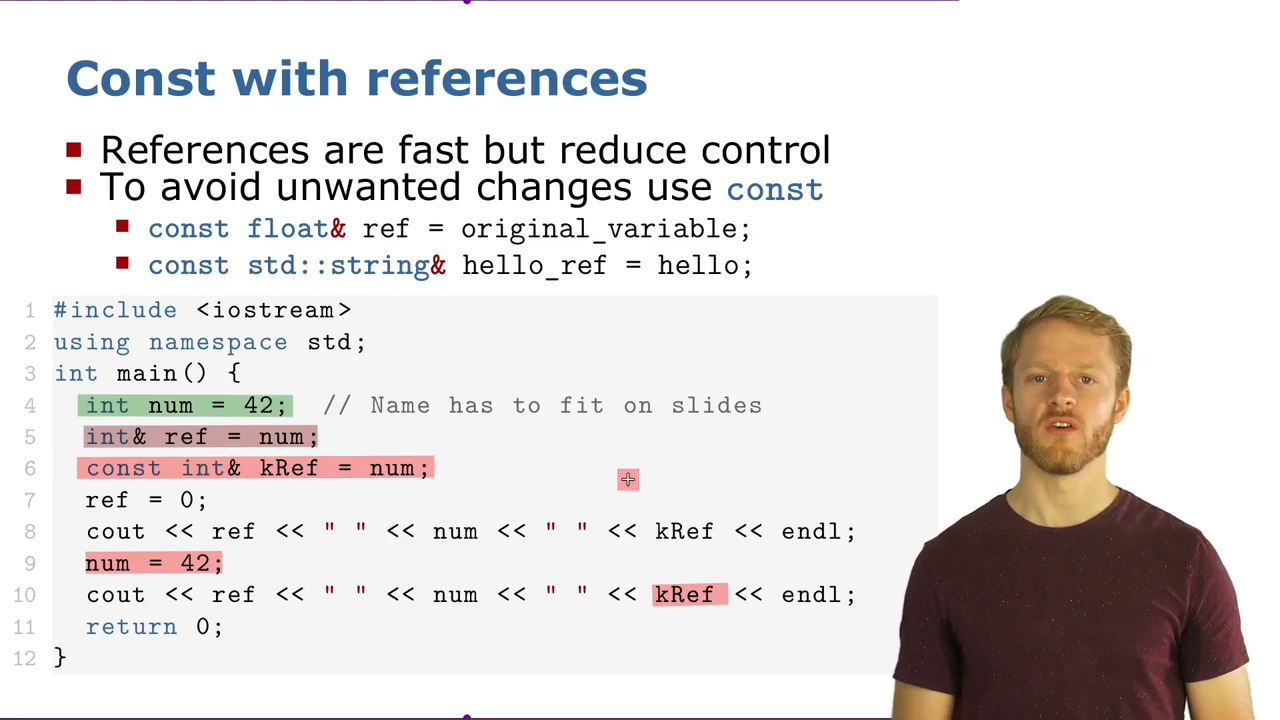 Const with references
References are fast but reduce control
To avoid unwanted changes use const
const float& ref = original_variable;
const std::string& hello_ref = hello;
1 #include <iostream>
2 using namespace std;
3 int main() {
4 int num = 42; // Name has to fit on slides
5 int& ref = num;
6 const int& kRef = num;
7 ref = 0;
8 cout << ref << " " << num << " " << kRef << endl;
9 num = 42;
10 cout << ref << " " << num << " " << kRef << endl;
11 return 0;
12 }